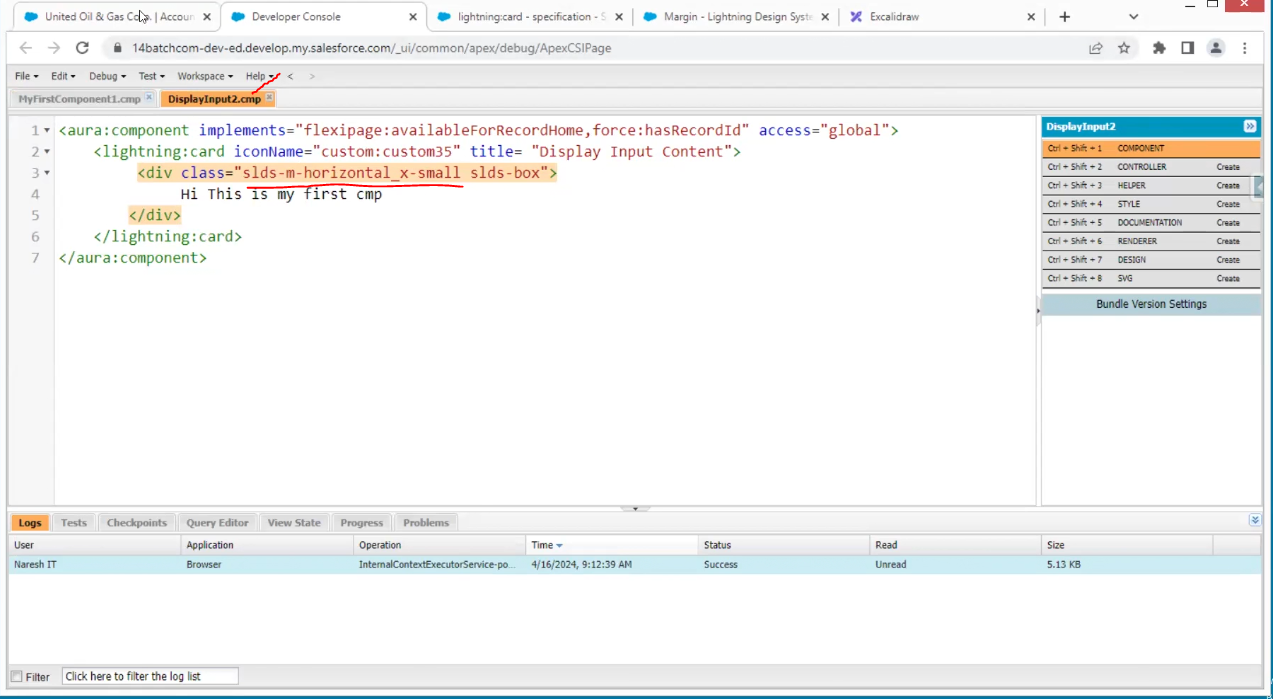 United Oil & Gas Corp. | Accoun
Developer Console
lightning:card - specification - S
Margin - Lightning Design Syste
Excalidraw
14batchcom-dev-ed.develop.my.salesforce.com/_ui/common/apex/debug/ApexCSIPage
File Edit Debug Test Workspace Help < >
MyFirstComponent1.cmp DisplayInput2.cmp
1 <aura:component implements="flexipage:availableForRecordHome,force:hasRecordId" access="global">
2 <lightning:card iconName="custom:custom35" title= "Display Input Content">
3 <div class="slds-m-horizontal_x-small slds-box">
4 Hi This is my first cmp
5 </div>
6 </lightning:card>
7 </aura:component>
DisplayInput2
Ctrl + Shift + 1 COMPONENT
Ctrl + Shift + 2 CONTROLLER Create
Ctrl + Shift + 3 HELPER Create
Ctrl + Shift + 4 STYLE Create
Ctrl + Shift + 5 DOCUMENTATION Create
Ctrl + Shift + 6 RENDERER Create
Ctrl + Shift + 7 DESIGN Create
Ctrl + Shift + 8 SVG Create
Bundle Version Settings
Logs Tests Checkpoints Query Editor View State Progress Problems
User Application Operation Time Status Read Size
Naresh IT Browser InternalContextExecutorService-po... 4/16/2024, 9:12:39 AM Success Unread 5.13 KB
Filter Click here to filter the log list